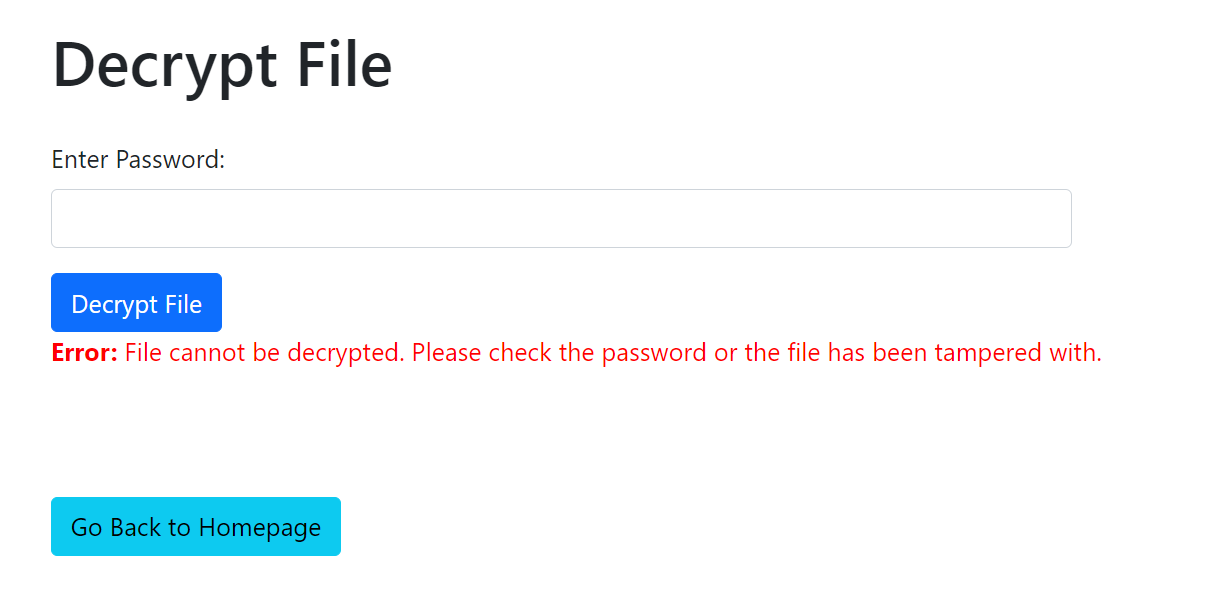 Decrypt File
Enter Password:
Decrypt File
Error: File cannot be decrypted. Please check the password or the file has been tampered with.
Go Back to Homepage